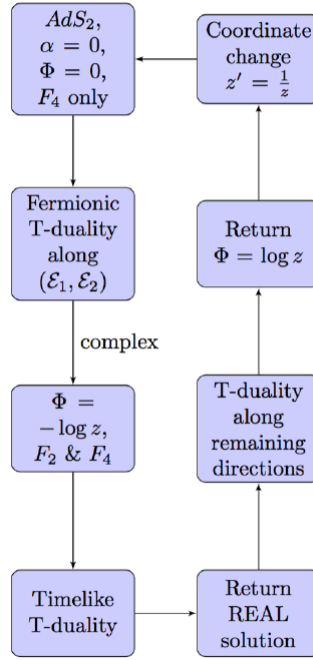 AdS₂,
α = 0,
Φ = 0,
F₄ only
Fermionic
T-duality
along
(ℰ₁, ℰ₂)
complex
Φ =
− log z,
F₂ & F₄
Timelike
T-duality
Return
REAL
solution
T-duality
along
remaining
directions
Return
Φ = log z
Coordinate
change
z′ = 1/z